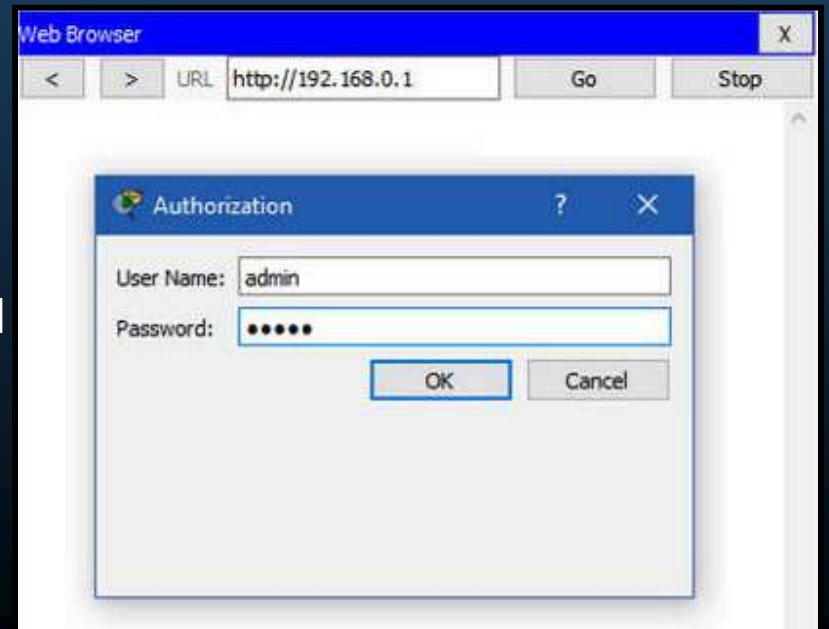 Web Browser X
< > URL http://192.168.0.1 Go Stop
Authorization ? ×
User Name: admin
Password: •••••
OK Cancel